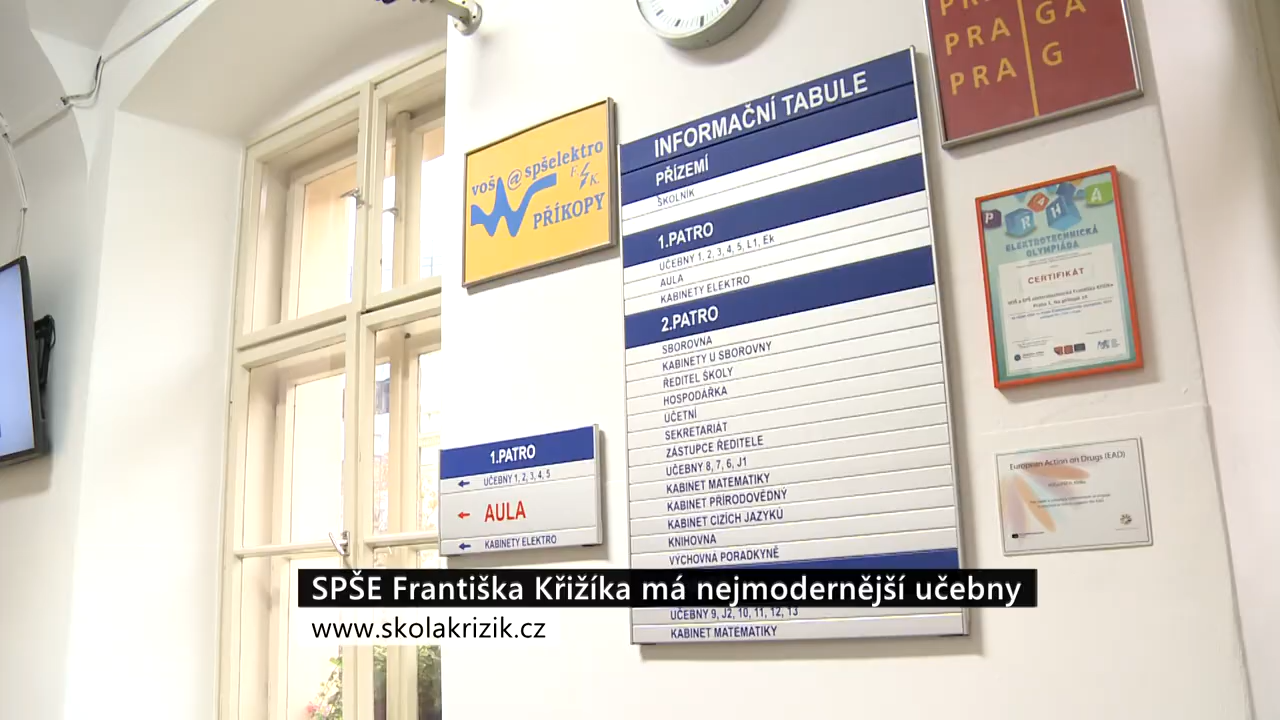 PRA GA
PRA G
INFORMAČNÍ TABULE
PŘÍZEMÍ
ŠKOLNÍK
1.PATRO
UČEBNY 1, 2, 3, 4, 5, L1, Ek
AULA
KABINETY ELEKTRO
2.PATRO
SBOROVNA
KABINETY U SBOROVNY
ŘEDITEL ŠKOLY
HOSPODÁŘKA
ÚČETNÍ
SEKRETARIÁT
ZÁSTUPCE ŘEDITELE
UČEBNY 8, 7, 6, J1
KABINET MATEMATIKY
KABINET PŘÍRODOVĚDNÝ
KABINET CIZÍCH JAZYKŮ
KNIHOVNA
VÝCHOVNÁ PORADKYNĚ
UČEBNY 9, J2, 10, 11, 12, 13
KABINET MATEMATIKY
voš @ spšelektro
F K
PŘÍKOPY
1.PATRO
UČEBNY 1, 2, 3, 4, 5
AULA
KABINETY ELEKTRO
PR4HA
ELEKTROTECHNICKÁ
OLYMPIÁDA
CERTIFIKÁT
European Action on Drugs (EAD)
SPŠE Františka Křižíka má nejmodernější učebny
www.skolakrizik.cz